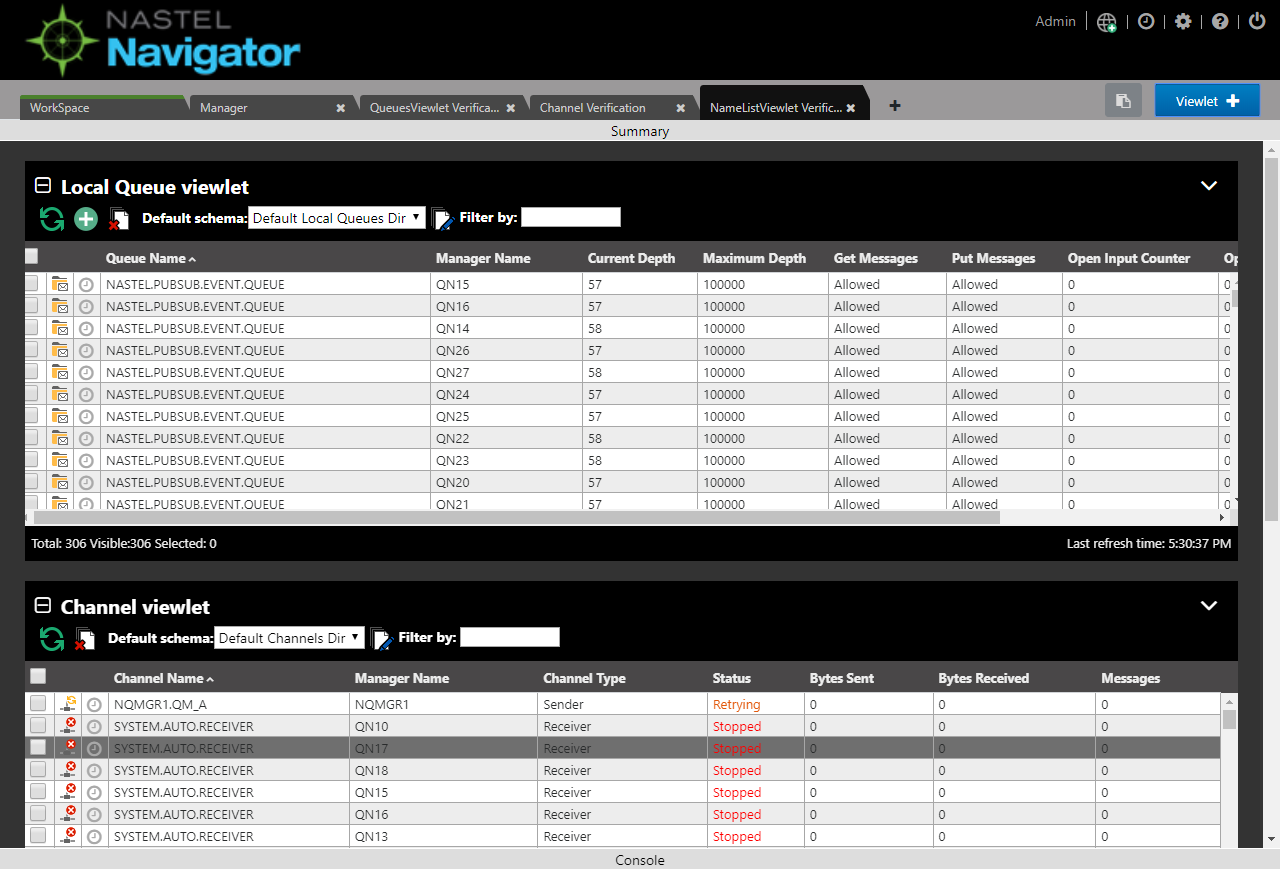 NASTEL
Navigator
Admin
WorkSpace Manager QueuesViewlet Verifica... Channel Verification NameListViewlet Verific... Viewlet
Summary
Local Queue viewlet
Default schema: Default Local Queues Dir Filter by:
Queue Name Manager Name Current Depth Maximum Depth Get Messages Put Messages Open Input Counter Op
NASTEL.PUBSUB.EVENT.QUEUE QN15 57 100000 Allowed Allowed 0 0
NASTEL.PUBSUB.EVENT.QUEUE QN16 57 100000 Allowed Allowed 0 0
NASTEL.PUBSUB.EVENT.QUEUE QN14 58 100000 Allowed Allowed 0 0
NASTEL.PUBSUB.EVENT.QUEUE QN26 57 100000 Allowed Allowed 0 0
NASTEL.PUBSUB.EVENT.QUEUE QN27 58 100000 Allowed Allowed 0 0
NASTEL.PUBSUB.EVENT.QUEUE QN24 57 100000 Allowed Allowed 0 0
NASTEL.PUBSUB.EVENT.QUEUE QN25 57 100000 Allowed Allowed 0 0
NASTEL.PUBSUB.EVENT.QUEUE QN22 58 100000 Allowed Allowed 0 0
NASTEL.PUBSUB.EVENT.QUEUE QN23 58 100000 Allowed Allowed 0 0
NASTEL.PUBSUB.EVENT.QUEUE QN20 57 100000 Allowed Allowed 0 0
NASTEL.PUBSUB.EVENT.QUEUE QN21 57 100000 Allowed Allowed 0 0
Total: 306 Visible:306 Selected: 0 Last refresh time: 5:30:37 PM
Channel viewlet
Default schema: Default Channels Dir Filter by:
Channel Name Manager Name Channel Type Status Bytes Sent Bytes Received Messages
NQMGR1.QM_A NQMGR1 Sender Retrying 0 0 0
SYSTEM.AUTO.RECEIVER QN10 Receiver Stopped 0 0 0
SYSTEM.AUTO.RECEIVER QN17 Receiver Stopped 0 0 0
SYSTEM.AUTO.RECEIVER QN18 Receiver Stopped 0 0 0
SYSTEM.AUTO.RECEIVER QN15 Receiver Stopped 0 0 0
SYSTEM.AUTO.RECEIVER QN16 Receiver Stopped 0 0 0
SYSTEM.AUTO.RECEIVER QN13 Receiver Stopped 0 0 0
Console